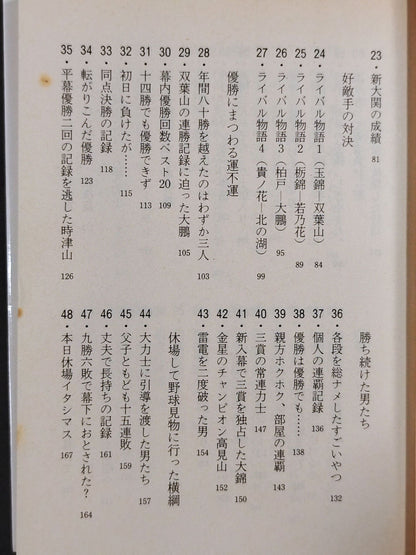 23・新大関の成績 81
好敵手の対決
24・ライバル物語1（玉錦―双葉山） 84
25・ライバル物語2（栃錦―若乃花） 89
26・ライバル物語3（柏戸―大鵬） 95
27・ライバル物語4（貴ノ花―北の湖） 99
優勝にまつわる運不運
28・年間八十勝を越えたのはわずか三人 103
29・双葉山の連勝記録に迫った大鵬 105
30・幕内優勝回数ベスト20 109
31・十四勝でも優勝できず 113
32・初日に負けたが…… 115
33・同点決勝の記録 118
34・転がりこんだ優勝 123
35・平幕優勝二回の記録を逃した時津山 126
勝ち続けた男たち
36・各段を総ナメしたすごいやつ 132
37・個人の連覇記録 136
38・優勝は優勝でも…… 138
39・親方ホクホク、部屋の連覇 143
40・三賞の常連力士 147
41・新入幕で三賞を独占した大錦 150
42・金星のチャンピオン高見山 152
43・雷電を二度破った男 154
休場して野球見物に行った横綱
44・大力士に引導を渡した男たち 157
45・父子ともども十五連敗 159
46・丈夫で長持ちの記録 161
47・九勝六敗で幕下におとされた？ 164
48・本日休場イタシマス 167